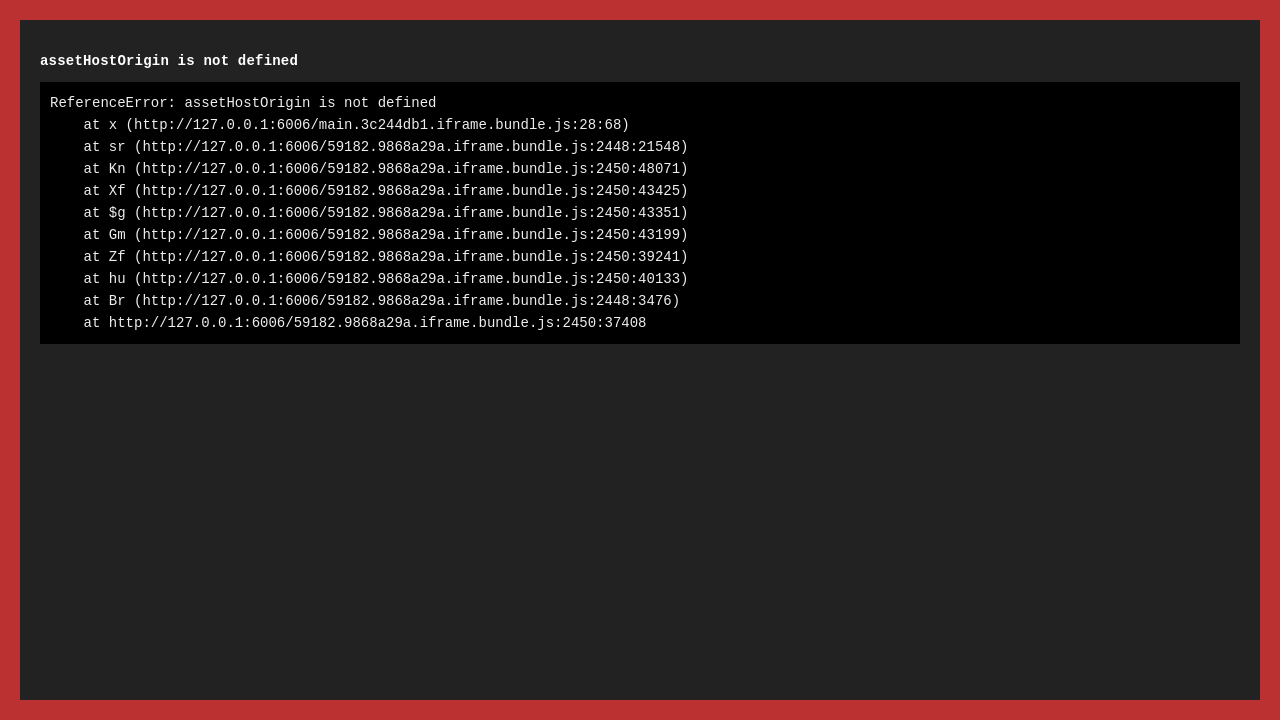 assetHostOrigin is not defined
ReferenceError: assetHostOrigin is not defined
    at x (http://127.0.0.1:6006/main.3c244db1.iframe.bundle.js:28:68)
    at sr (http://127.0.0.1:6006/59182.9868a29a.iframe.bundle.js:2448:21548)
    at Kn (http://127.0.0.1:6006/59182.9868a29a.iframe.bundle.js:2450:48071)
    at Xf (http://127.0.0.1:6006/59182.9868a29a.iframe.bundle.js:2450:43425)
    at $g (http://127.0.0.1:6006/59182.9868a29a.iframe.bundle.js:2450:43351)
    at Gm (http://127.0.0.1:6006/59182.9868a29a.iframe.bundle.js:2450:43199)
    at Zf (http://127.0.0.1:6006/59182.9868a29a.iframe.bundle.js:2450:39241)
    at hu (http://127.0.0.1:6006/59182.9868a29a.iframe.bundle.js:2450:40133)
    at Br (http://127.0.0.1:6006/59182.9868a29a.iframe.bundle.js:2448:3476)
    at http://127.0.0.1:6006/59182.9868a29a.iframe.bundle.js:2450:37408